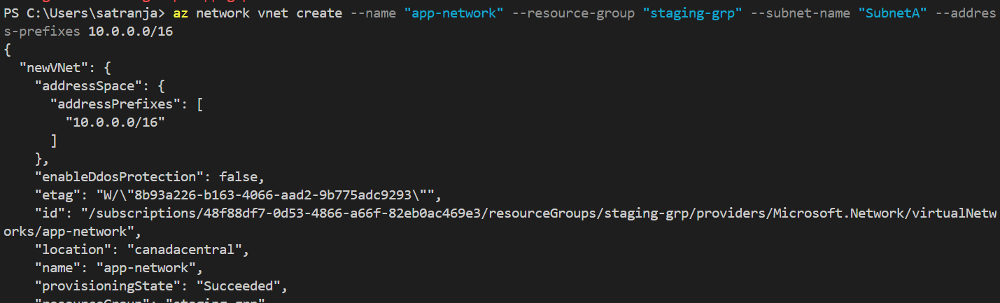 PS C:\Users\satranja> az network vnet create --name "app-network" --resource-group "staging-grp" --subnet-name "SubnetA" --addres
s-prefixes 10.0.0.0/16
{
  "newVNet": {
    "addressSpace": {
      "addressPrefixes": [
        "10.0.0.0/16"
      ]
    },
    "enableDdosProtection": false,
    "etag": "W/\"8b93a226-b163-4066-aad2-9b775adc9293\"",
    "id": "/subscriptions/48f88df7-0d53-4866-a66f-82eb0ac469e3/resourceGroups/staging-grp/providers/Microsoft.Network/virtualNetw
orks/app-network",
    "location": "canadacentral",
    "name": "app-network",
    "provisioningState": "Succeeded",
    "resourceGroup": "staging-grp"